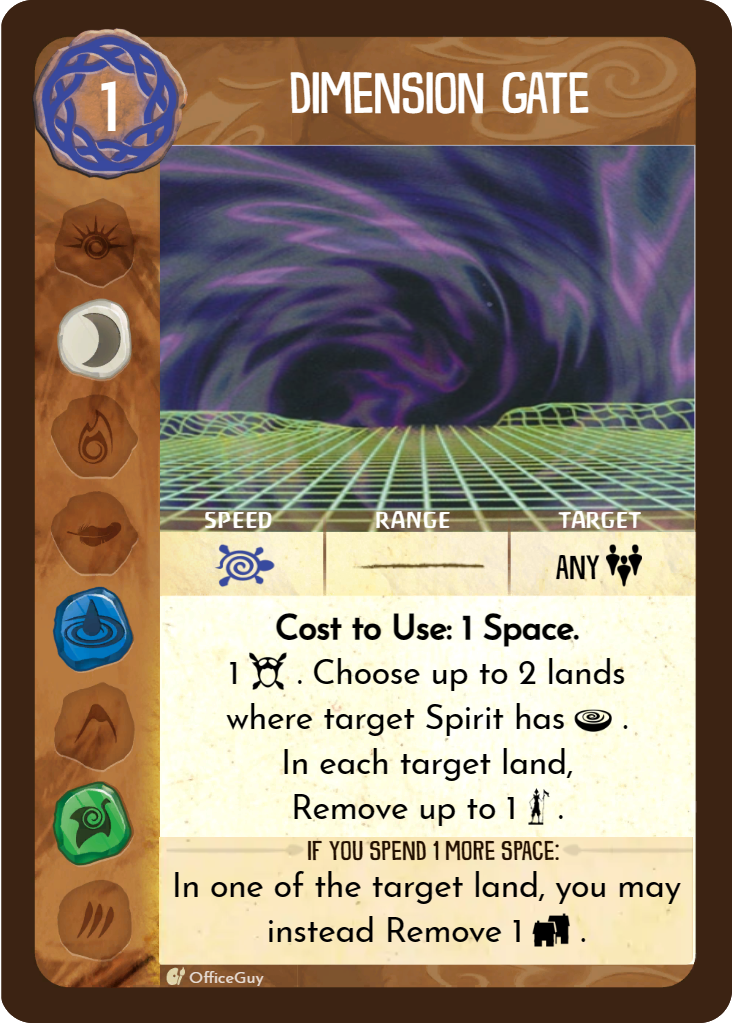 1
DIMENSION GATE
SPEED RANGE TARGET
ANY
Cost to Use: 1 Space.
1 . Choose up to 2 lands
where target Spirit has .
In each target land,
Remove up to 1 .
IF YOU SPEND 1 MORE SPACE:
In one of the target land, you may
instead Remove 1 .
OfficeGuy